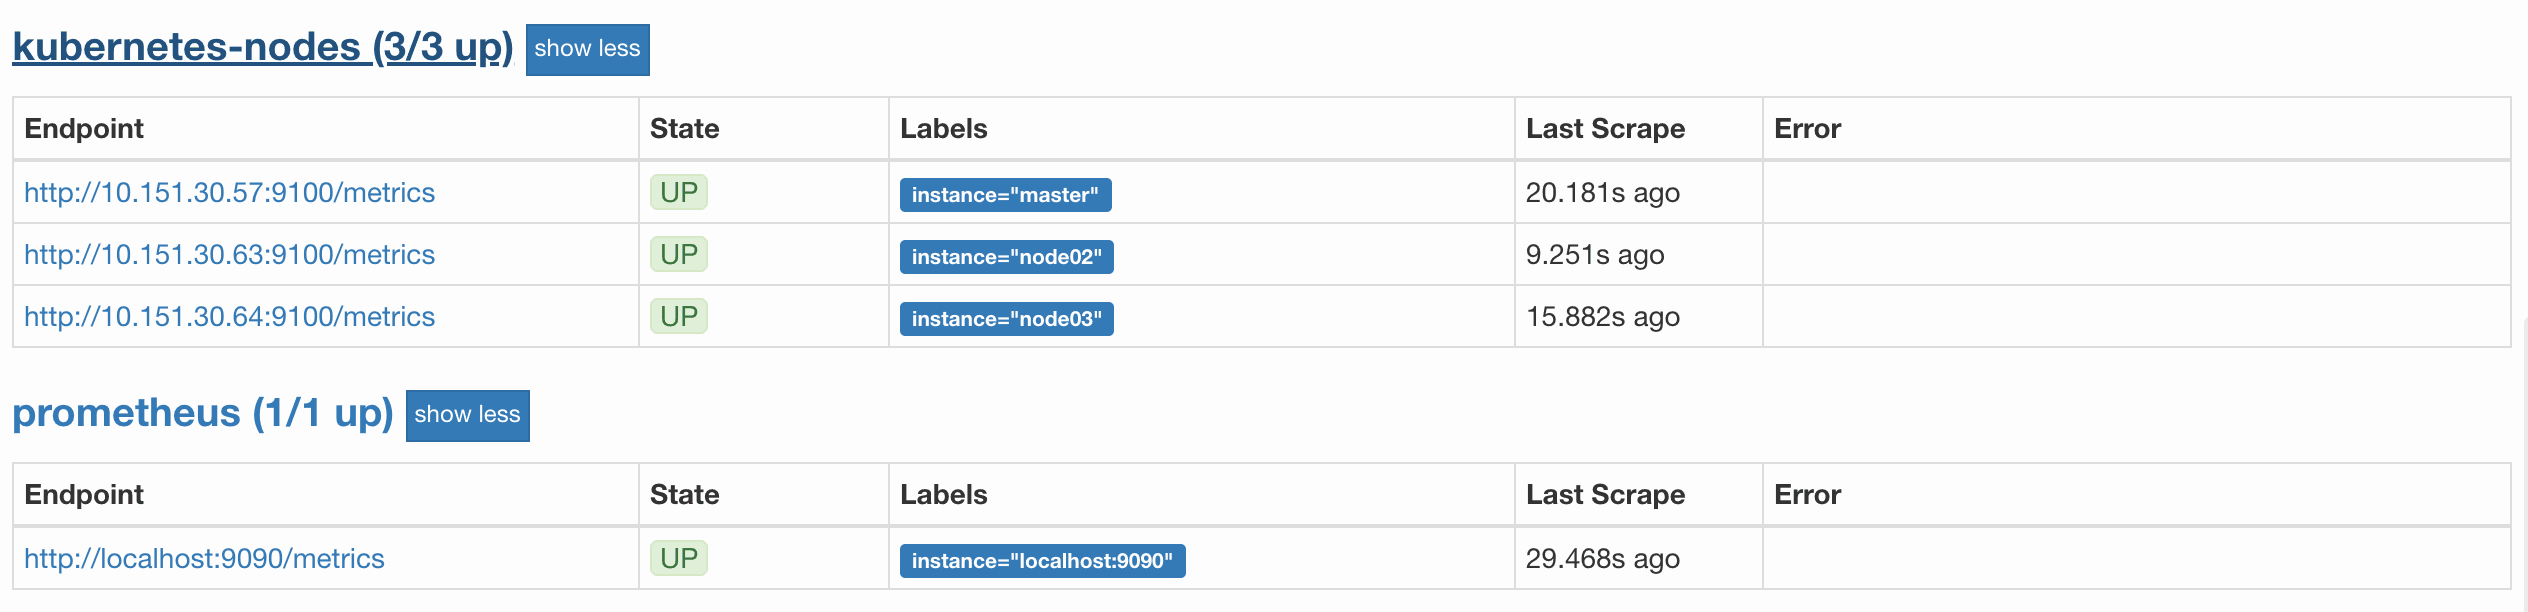 kubernetes-nodes (3/3 up) show less
Endpoint State Labels Last Scrape Error
http://10.151.30.57:9100/metrics UP instance="master" 20.181s ago
http://10.151.30.63:9100/metrics UP instance="node02" 9.251s ago
http://10.151.30.64:9100/metrics UP instance="node03" 15.882s ago
prometheus (1/1 up) show less
Endpoint State Labels Last Scrape Error
http://localhost:9090/metrics UP instance="localhost:9090" 29.468s ago